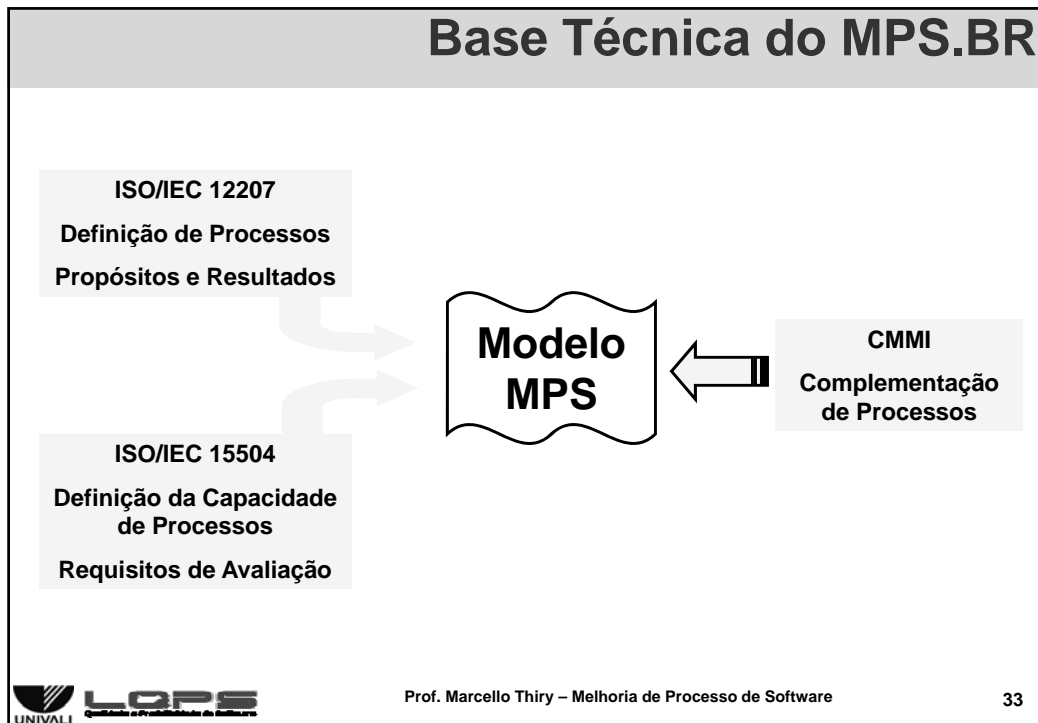 Base Técnica do MPS.BR
ISO/IEC 12207
Definição de Processos
Propósitos e Resultados
Modelo
MPS
CMMI
Complementação
de Processos
ISO/IEC 15504
Definição da Capacidade
de Processos
Requisitos de Avaliação
UNIVALI
LQPS
Prof. Marcello Thiry – Melhoria de Processo de Software
33